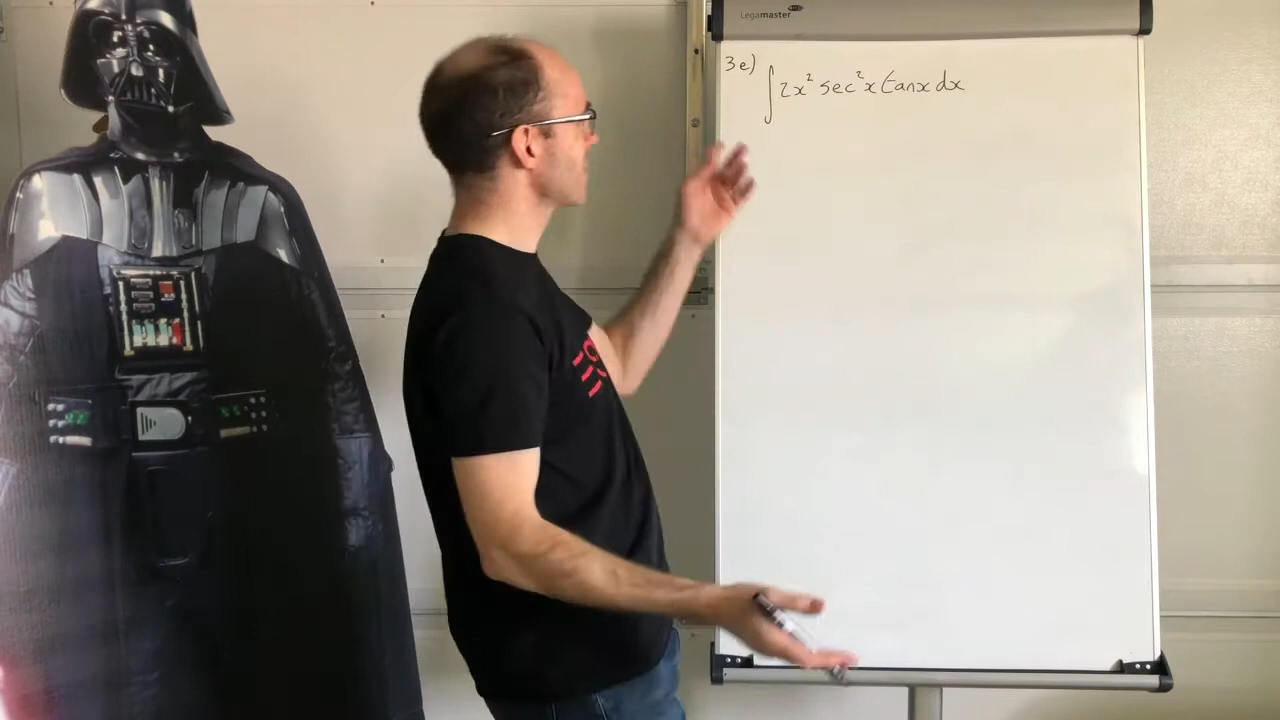 Legamaster
3e) ∫ 2x² sec²x tanx dx